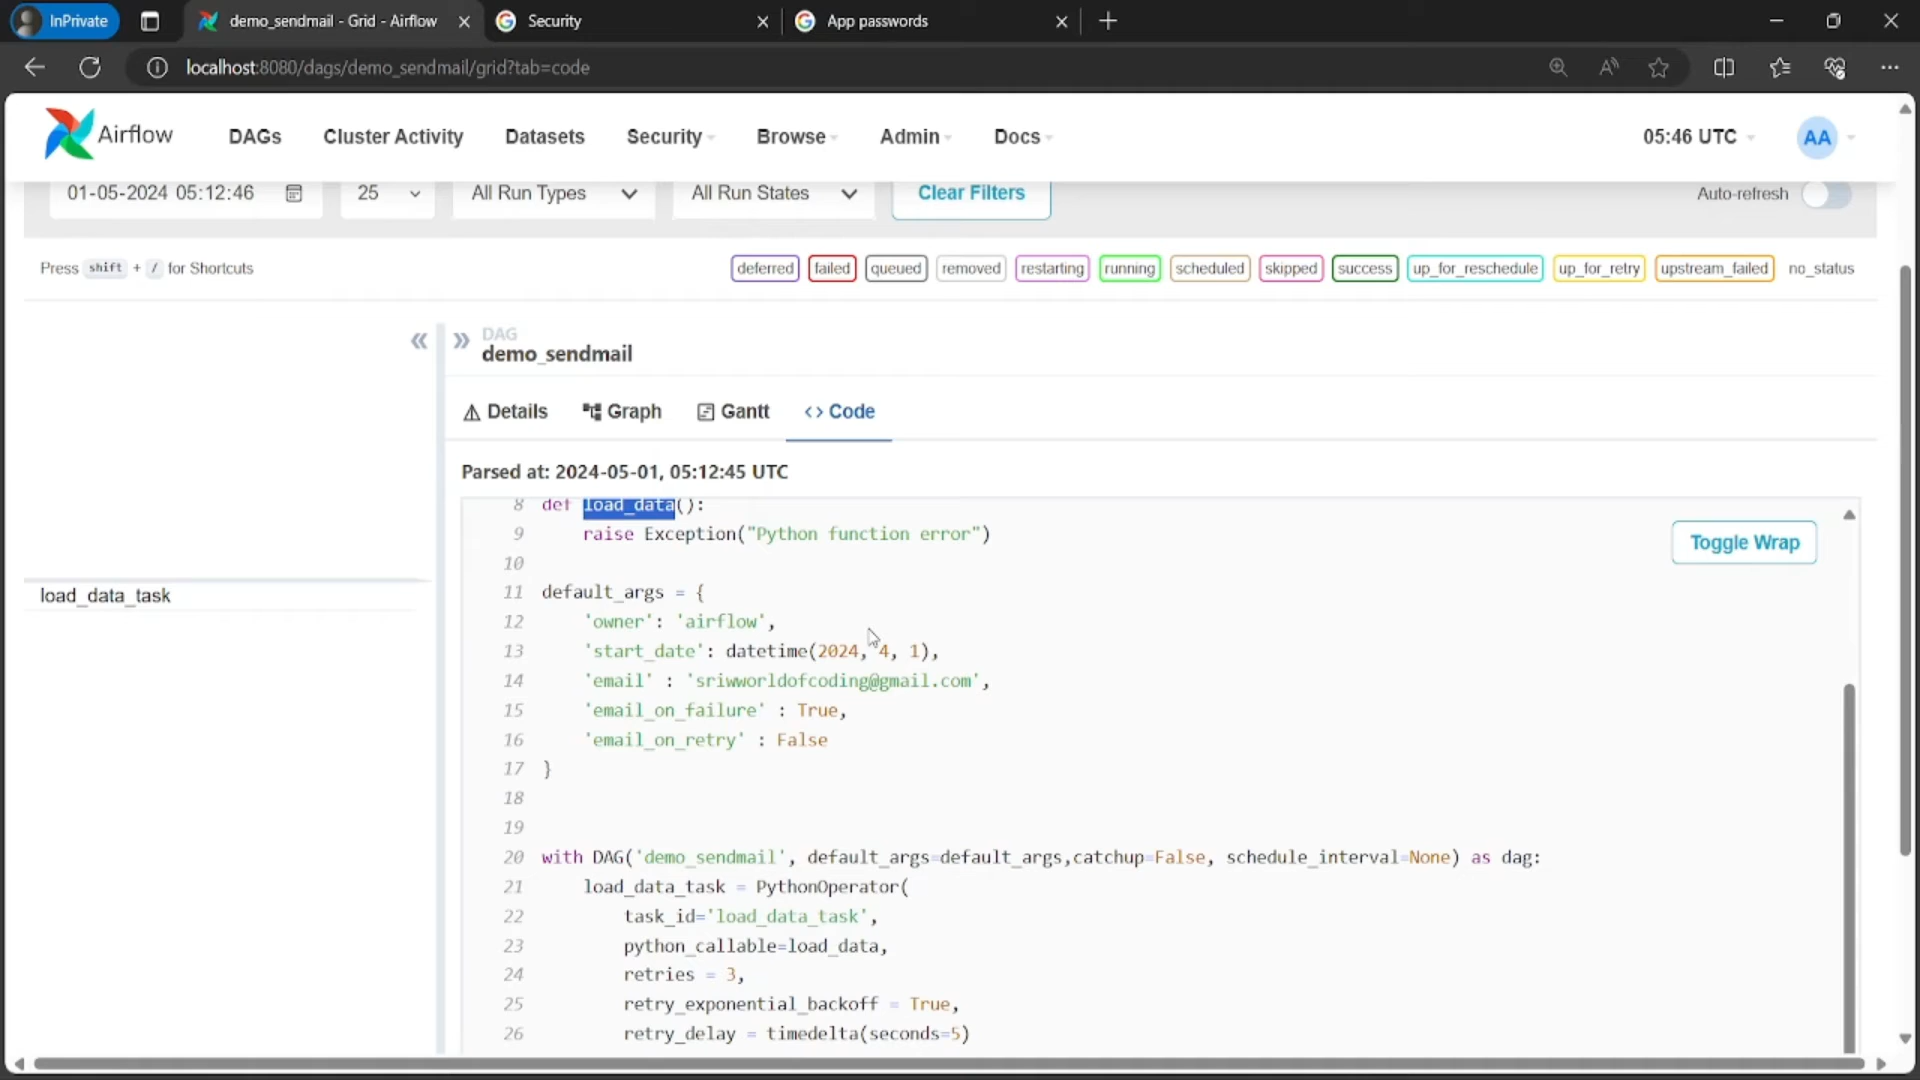 InPrivate demo_sendmail - Grid - Airflow Security App passwords
localhost:8080/dags/demo_sendmail/grid?tab=code
Airflow DAGs Cluster Activity Datasets Security Browse Admin Docs 05:46 UTC AA
01-05-2024 05:12:46 25 All Run Types All Run States Clear Filters Auto-refresh
Press shift + / for Shortcuts deferred failed queued removed restarting running scheduled skipped success up_for_reschedule up_for_retry upstream_failed no_status
DAG
demo_sendmail
Details Graph Gantt <> Code
Parsed at: 2024-05-01, 05:12:45 UTC
8 def load_data():
9 raise Exception("Python function error")
Toggle Wrap
10
11 default_args = {
load_data_task
12 'owner': 'airflow',
13 'start_date': datetime(2024, 4, 1),
14 'email' : 'sriwworldofcoding@gmail.com',
15 'email_on_failure' : True,
16 'email_on_retry' : False
17 }
18
19
20 with DAG('demo_sendmail', default_args=default_args,catchup=False, schedule_interval=None) as dag:
21 load_data_task = PythonOperator(
22 task_id='load_data_task',
23 python_callable=load_data,
24 retries = 3,
25 retry_exponential_backoff = True,
26 retry_delay = timedelta(seconds=5)